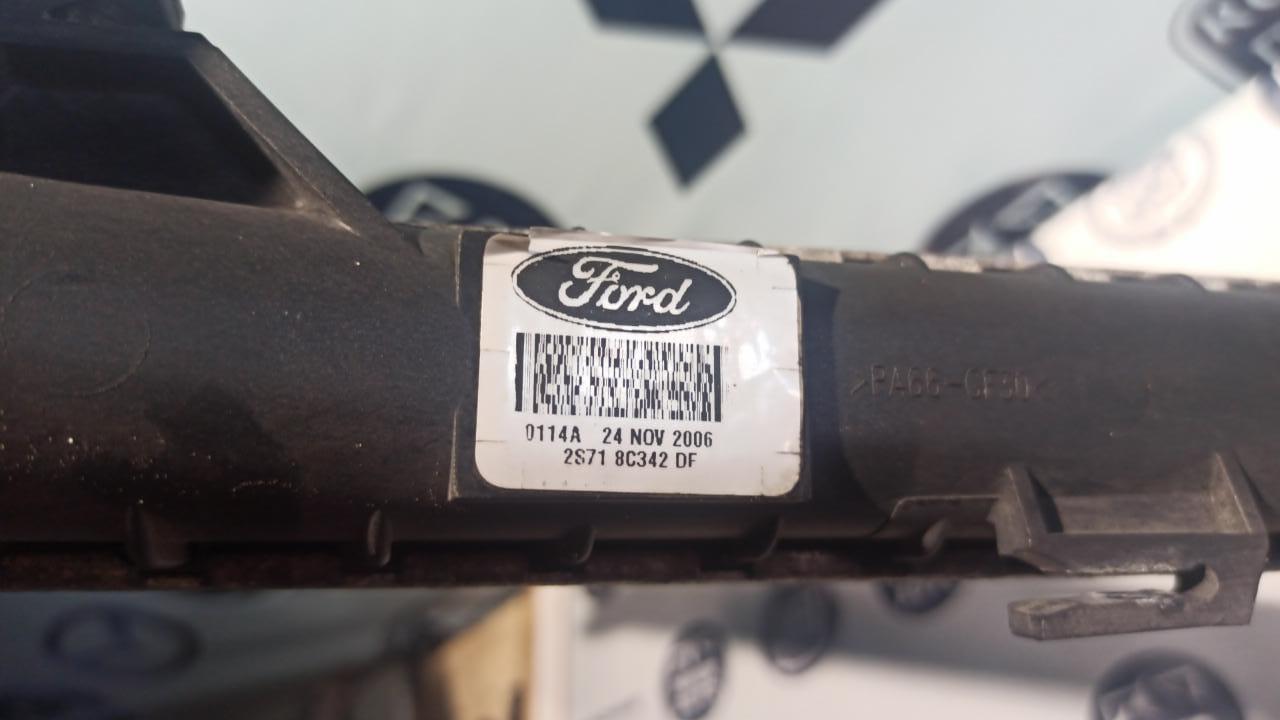 Ford
0114A 24 NOV 2006
2S71 8C342 DF
>PA66-GF30<